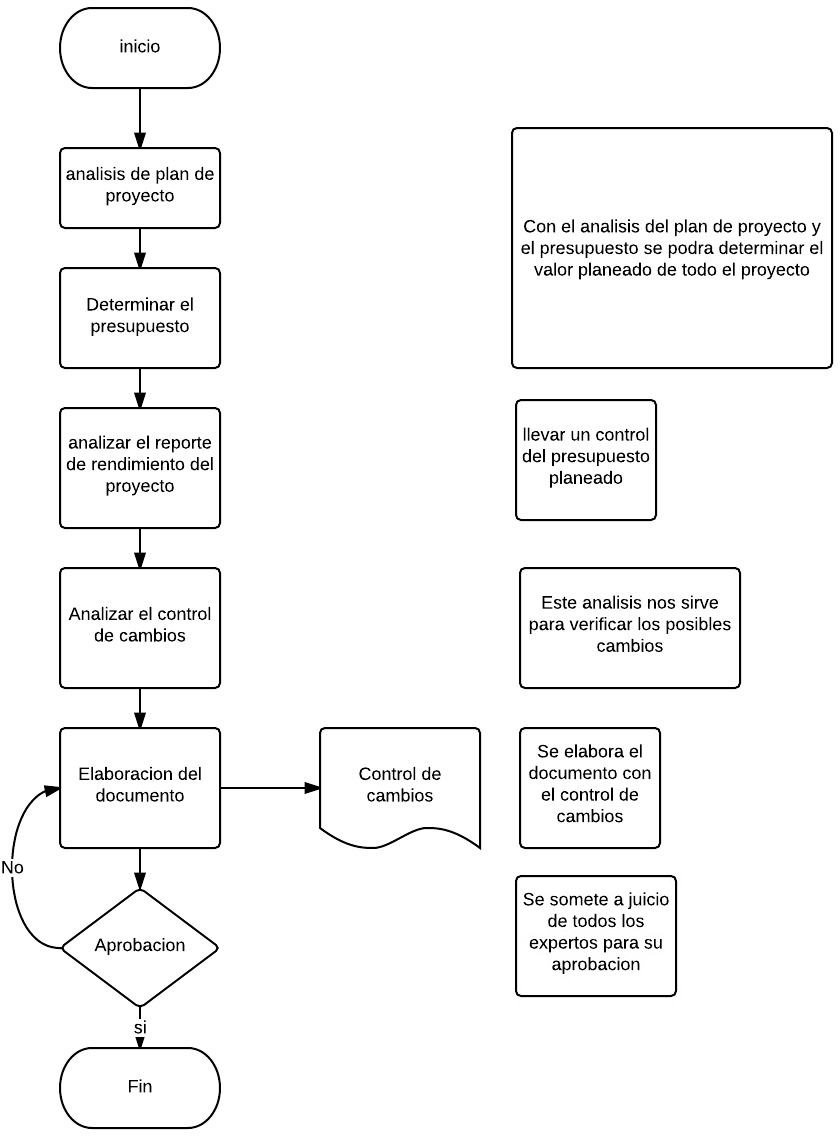 inicio
analisis de plan de
proyecto
Con el analisis del plan de proyecto y
el presupuesto se podra determinar el
valor planeado de todo el proyecto
Determinar el
presupuesto
analizar el reporte
de rendimiento del
proyecto
llevar un control
del presupuesto
planeado
Analizar el control
de cambios
Este analisis nos sirve
para verificar los posibles
cambios
Elaboracion del
documento
Control de
cambios
Se elabora el
documento con
el control de
cambios
No
Aprobacion
Se somete a juicio
de todos los
expertos para su
aprobacion
si
Fin